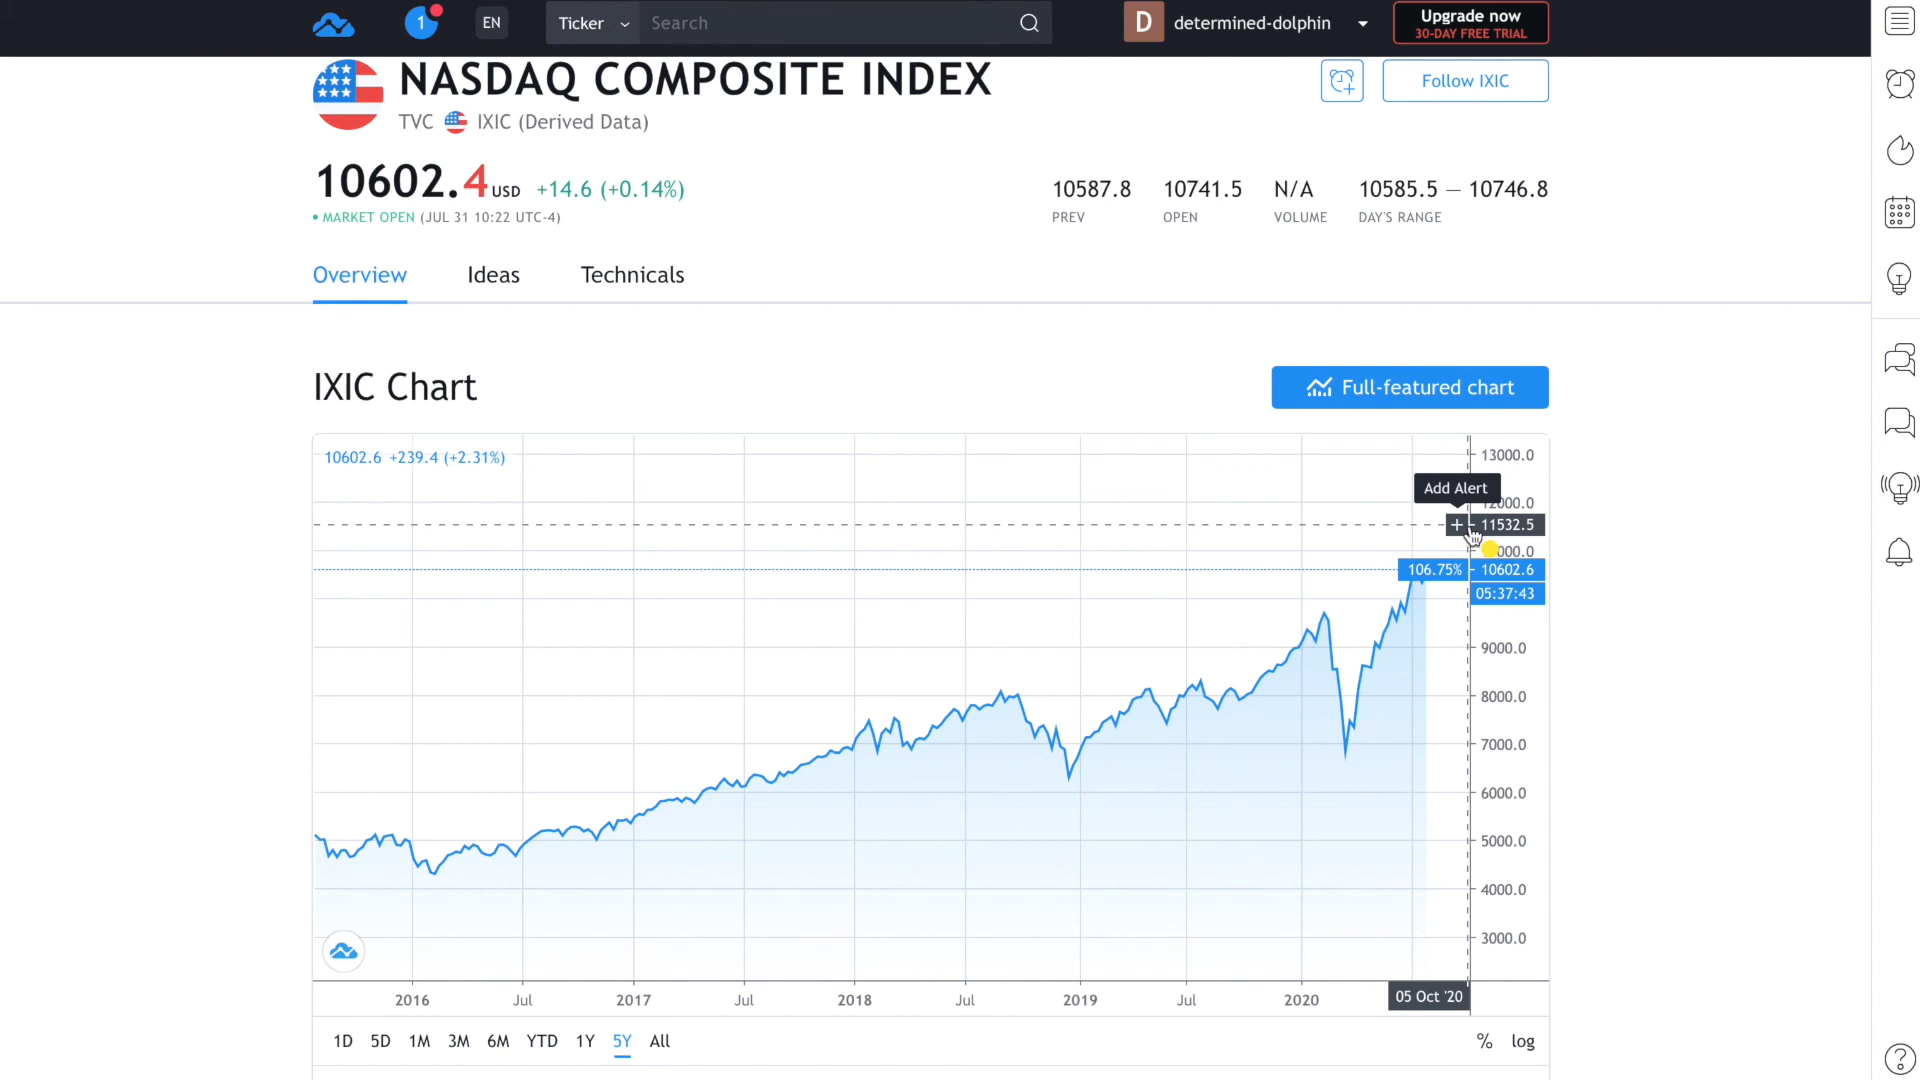 1
EN
Ticker
Search
D
determined-dolphin
Upgrade now
30-DAY FREE TRIAL
NASDAQ COMPOSITE INDEX
TVC
IXIC (Derived Data)
Follow IXIC
10602.4 USD +14.6 (+0.14%)
• MARKET OPEN (JUL 31 10:22 UTC-4)
10587.8
PREV
10741.5
OPEN
N/A
VOLUME
10585.5 — 10746.8
DAY'S RANGE
Overview
Ideas
Technicals
IXIC Chart
Full-featured chart
10602.6 +239.4 (+2.31%)
13000.0
Add Alert
+
11532.5
106.75%
10602.6
05:37:43
9000.0
8000.0
7000.0
6000.0
5000.0
4000.0
3000.0
2016
Jul
2017
Jul
2018
Jul
2019
Jul
2020
05 Oct '20
1D
5D
1M
3M
6M
YTD
1Y
5Y
All
%
log
?